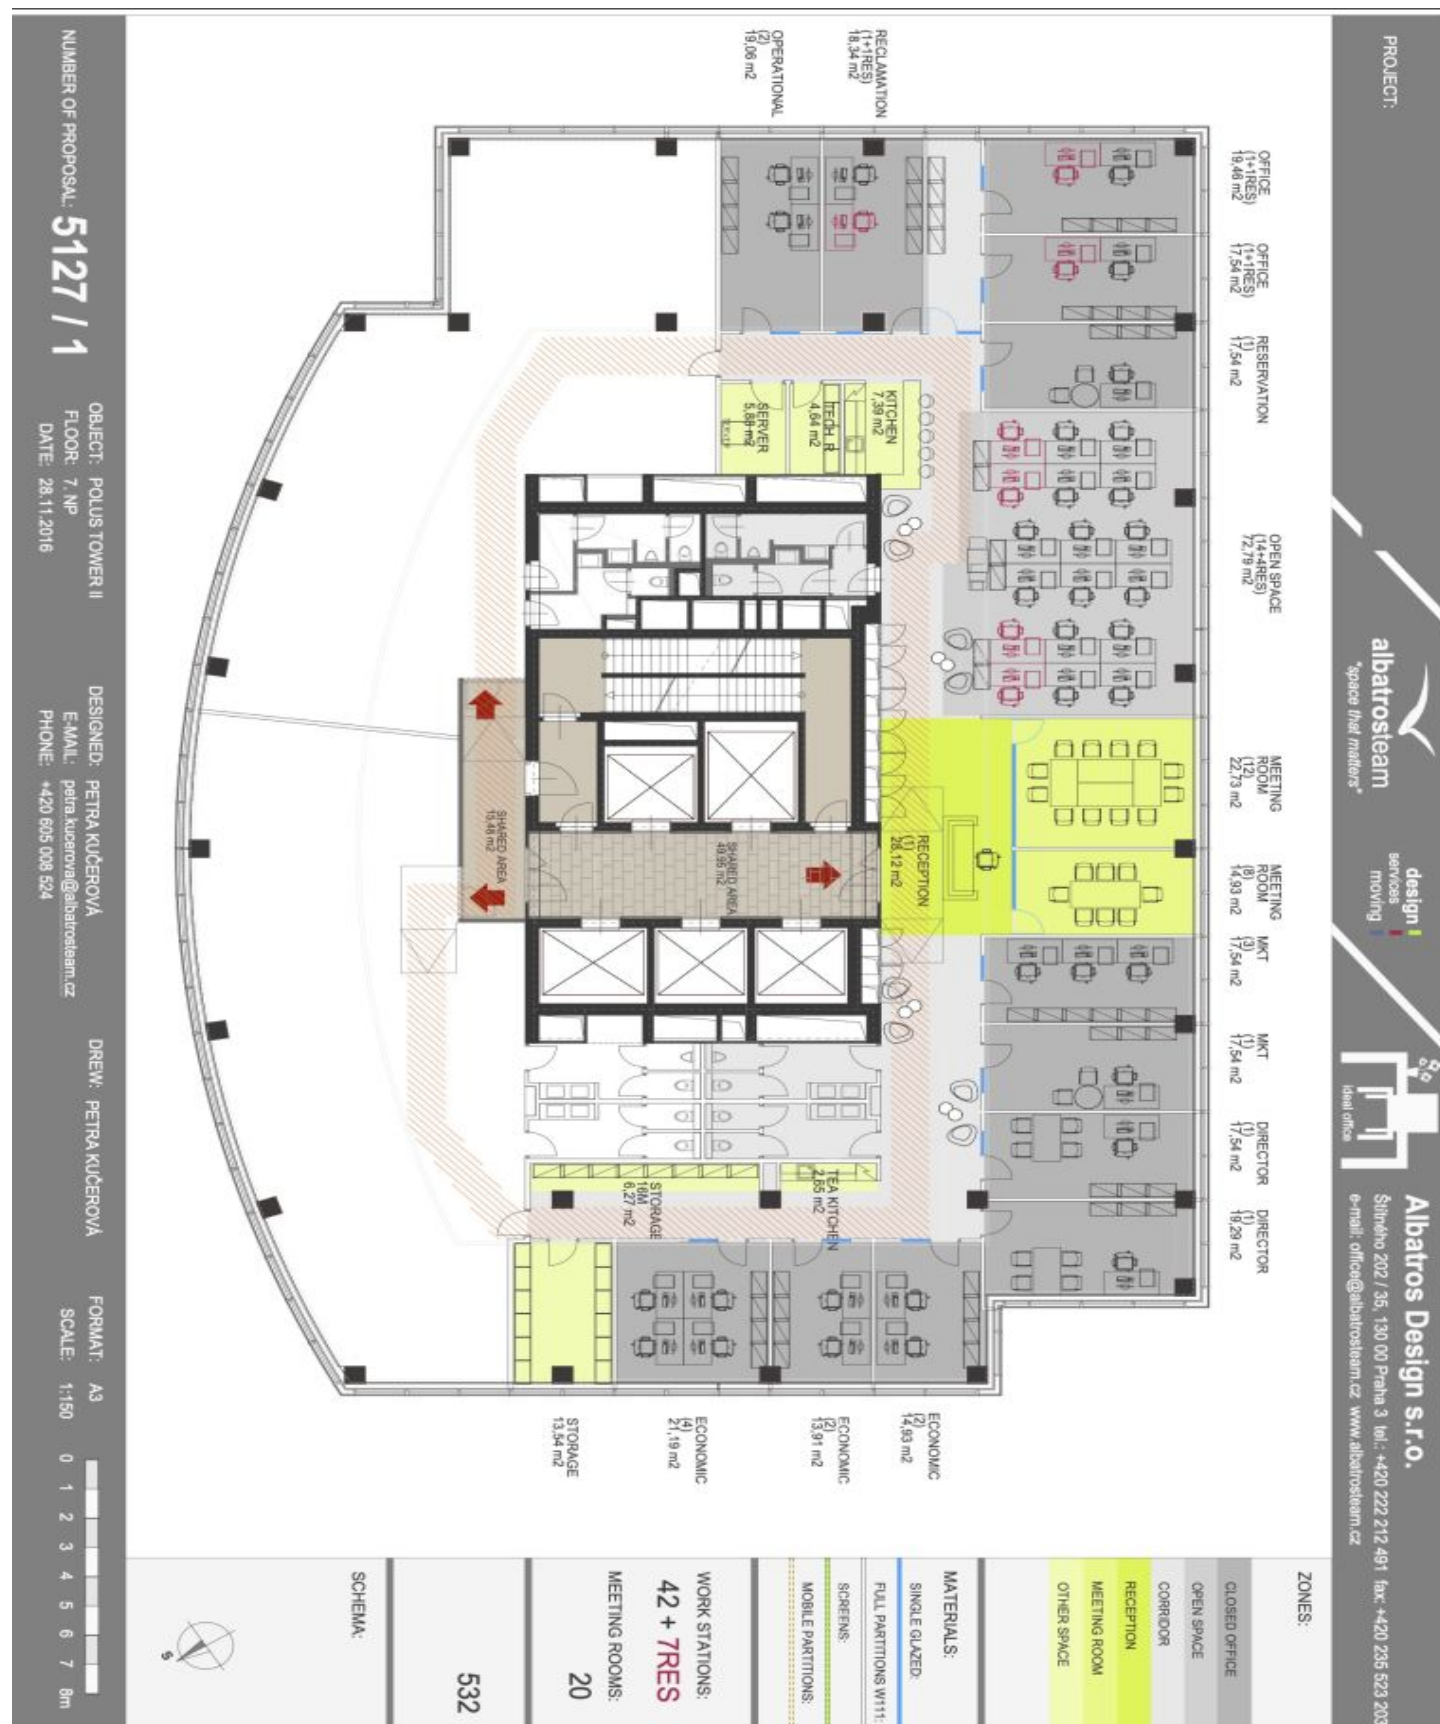 PROJECT:
albatrosteam
"space that matters"
design
services
moving
ideal office
Albatros Design s.r.o.
Štítného 202 / 35, 130 00 Praha 3 tel.: +420 222 212 491 fax: +420 235 523 203
e-mail: office@albatrosteam.cz www.albatrosteam.cz
OFFICE
(1+1RES)
19,46 m2
OFFICE
(1+1RES)
17,54 m2
RESERVATION
(1)
17,54 m2
OPEN SPACE
(14+4RES)
72,79 m2
MEETING
ROOM
(12)
22,73 m2
MEETING
ROOM
(8)
14,93 m2
MKT
(3)
17,54 m2
MKT
(1)
17,54 m2
DIRECTOR
(1)
17,54 m2
DIRECTOR
(1)
19,29 m2
RECLAMATION
(1+1RES)
18,34 m2
OPERATIONAL
(2)
19,06 m2
KITCHEN
7,39 m2
TECH.R.
4,64 m2
SERVER
5,88 m2
RECEPTION
(1)
28,12 m2
SHARED AREA
49,95 m2
SHARED AREA
15,48 m2
TEA KITCHEN
2,65 m2
STORAGE
16M
6,27 m2
ECONOMIC
(2)
14,93 m2
ECONOMIC
(2)
13,91 m2
ECONOMIC
(4)
21,19 m2
STORAGE
13,54 m2
ZONES:
CLOSED OFFICE
OPEN SPACE
CORRIDOR
RECEPTION
MEETING ROOM
OTHER SPACE
MATERIALS:
SINGLE GLAZED:
FULL PARTITIONS W111:
SCREENS:
MOBILE PARTITIONS:
WORK STATIONS:
42 + 7RES
MEETING ROOMS:
20
532
SCHEMA:
S
NUMBER OF PROPOSAL: 5127 / 1
OBJECT: POLUS TOWER II
FLOOR: 7. NP
DATE: 28.11.2016
DESIGNED: PETRA KUČEROVÁ
E-MAIL: petra.kucerova@albatrosteam.cz
PHONE: +420 605 008 524
DREW: PETRA KUČEROVÁ
FORMAT: A3
SCALE: 1:150
0 1 2 3 4 5 6 7 8m